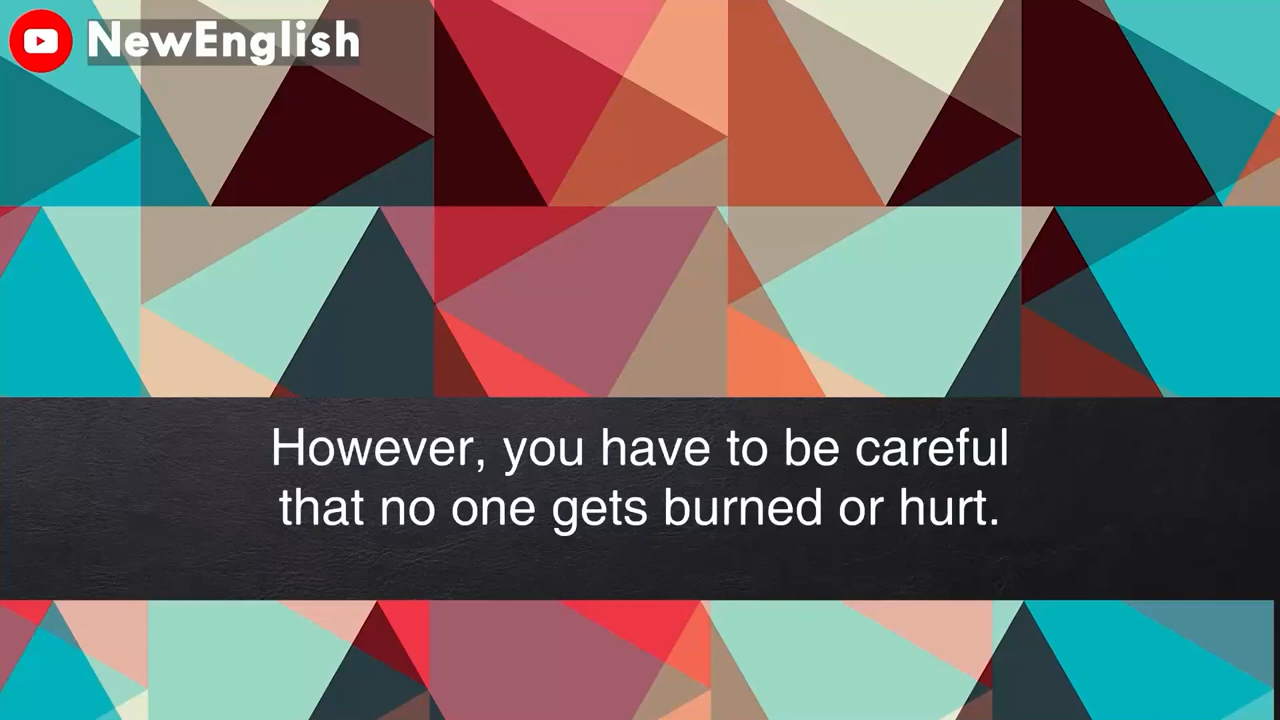 NewEnglish
However, you have to be careful
that no one gets burned or hurt.